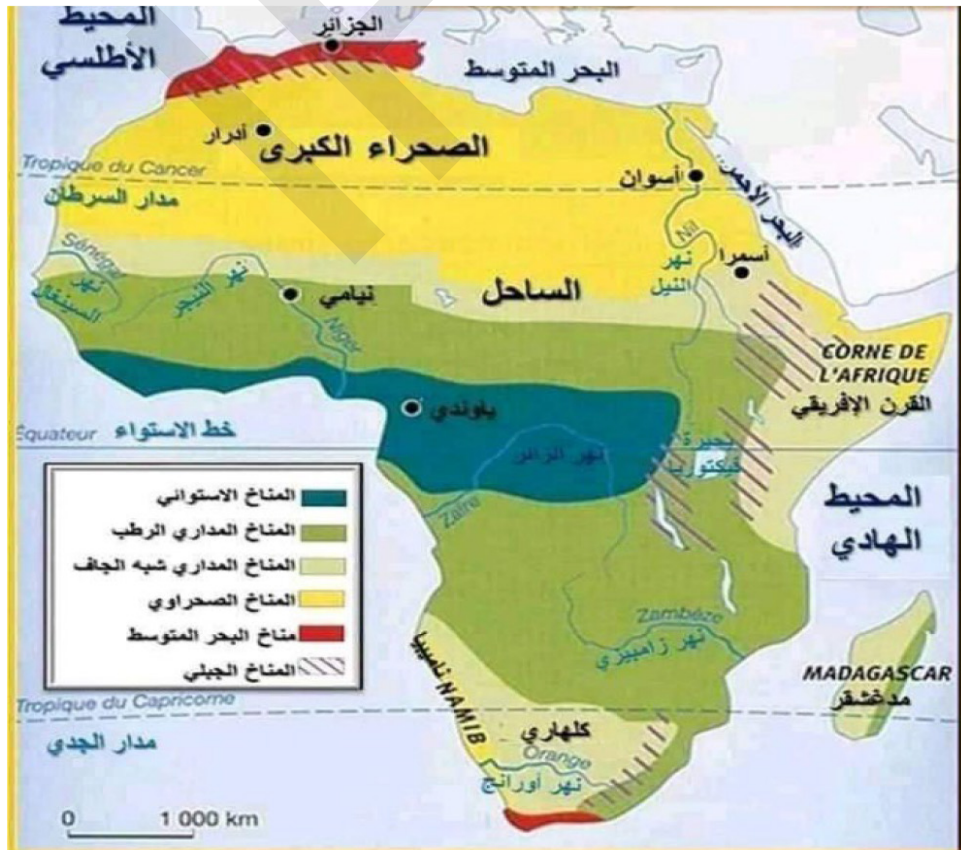 المحيط
الأطلسي
الجزائر
البحر المتوسط
أدرار
الصحراء الكبرى
Tropique du Cancer
مدار السرطان
أسوان
البحر الأحمر
Nil
نهر
النيل
أسمرا
Sénégal
نهر
السينغال
نهر النيجر
Niger
نيامي
الساحل
CORNE DE
L'AFRIQUE
القرن الإفريقي
ياوندي
Équateur
خط الاستواء
نهر الزائر
Zaïre
بحيرة
فيكتوريا
المحيط
الهادي
المناخ الاستوائي
المناخ المداري الرطب
المناخ المداري شبه الجاف
المناخ الصحراوي
مناخ البحر المتوسط
المناخ الجبلي
Zambèze
نهر زامبيزي
NAMIB ناميبيا
MADAGASCAR
مدغشقر
Tropique du Capricorne
مدار الجدي
كلهاري
Orange
نهر أورانج
0 1 000 km